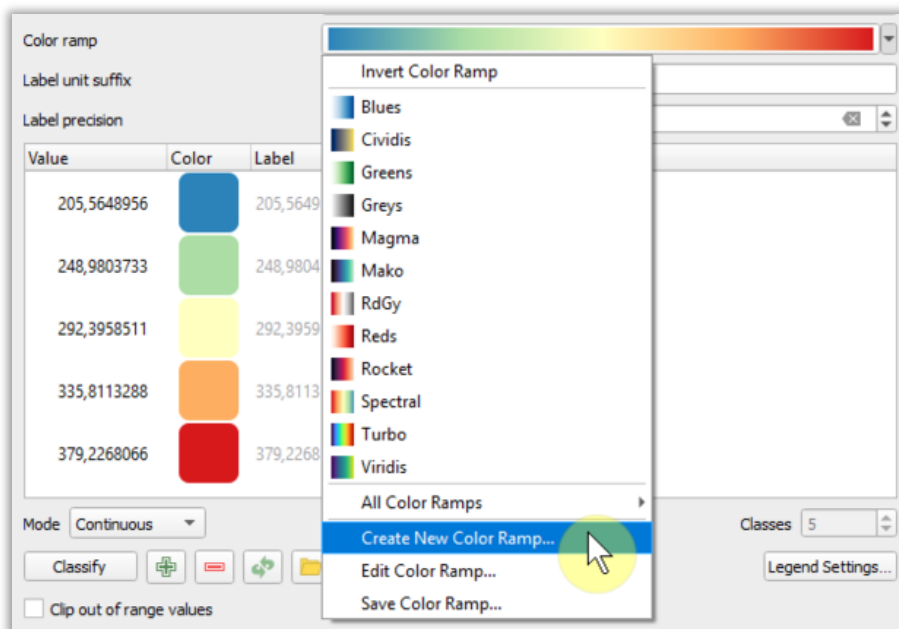 Color ramp
Invert Color Ramp
Label unit suffix
Label precision
Blues
Cividis
Greens
Greys
Magma
Mako
RdGy
Reds
Rocket
Spectral
Turbo
Viridis
All Color Ramps
Create New Color Ramp...
Edit Color Ramp...
Save Color Ramp...
Value Color Label
205,5648956 205,5649
248,9803733 248,9804
292,3958511 292,3959
335,8113288 335,8113
379,2268066 379,2268
Mode Continuous
Classes 5
Classify
Legend Settings...
Clip out of range values